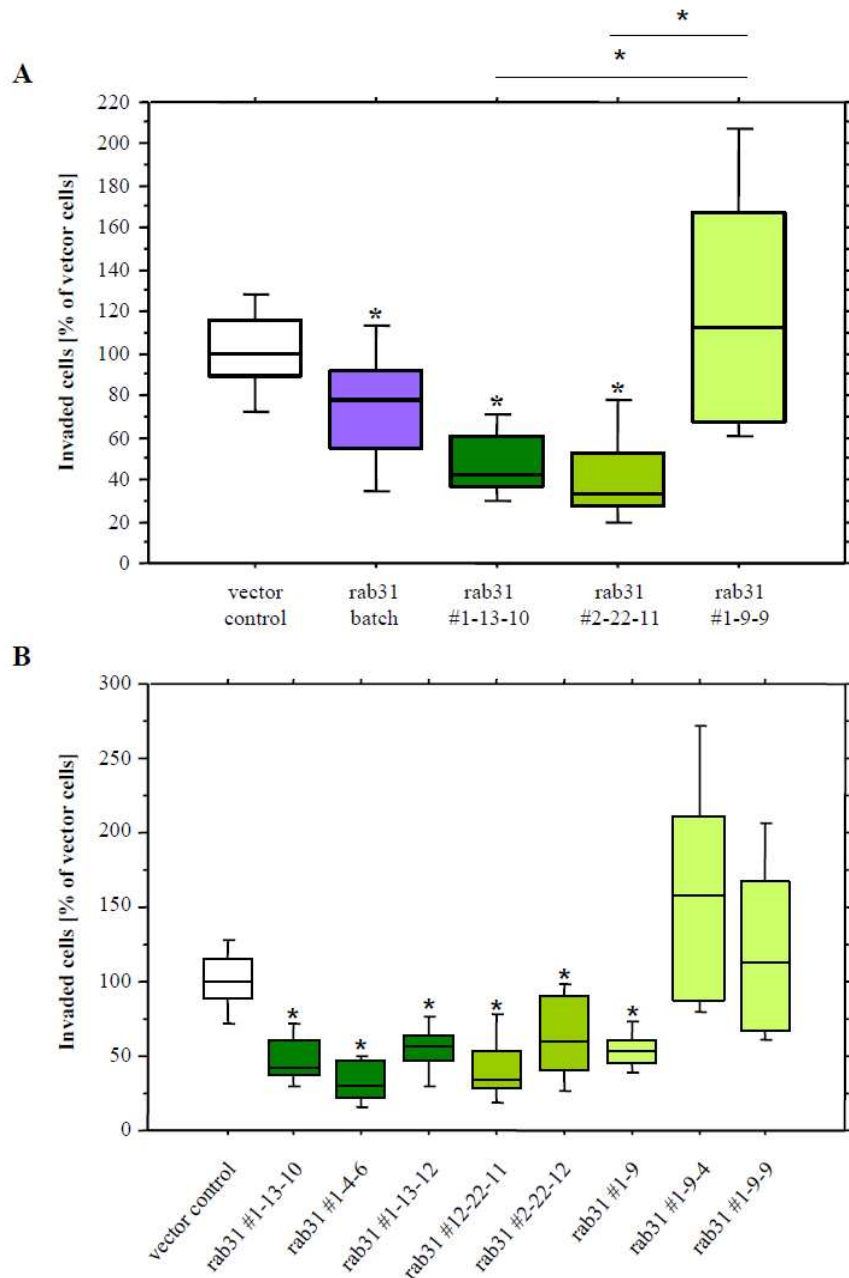 *
*
A
Invaded cells [% of vetcor cells]
220
200
180
160
140
120
100
80
60
40
20
0
*
*
*
vector control
rab31 batch
rab31 #1-13-10
rab31 #2-22-11
rab31 #1-9-9
B
Invaded cells [% of vector cells]
300
250
200
150
100
50
0
*
*
*
*
*
*
vector control
rab31 #1-13-10
rab31 #1-4-6
rab31 #1-13-12
rab31 #12-22-11
rab31 #2-22-12
rab31 #1-9
rab31 #1-9-4
rab31 #1-9-9